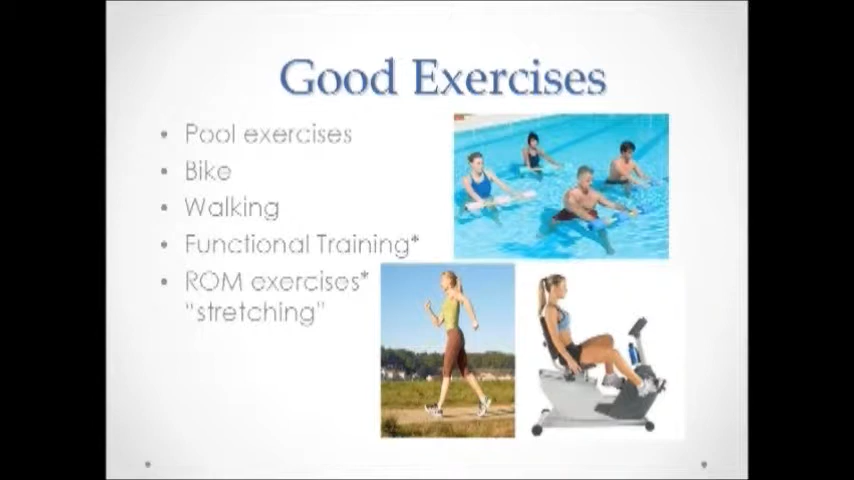 Good Exercises
• Pool exercises
• Bike
• Walking
• Functional Training*
• ROM exercises*
“stretching”